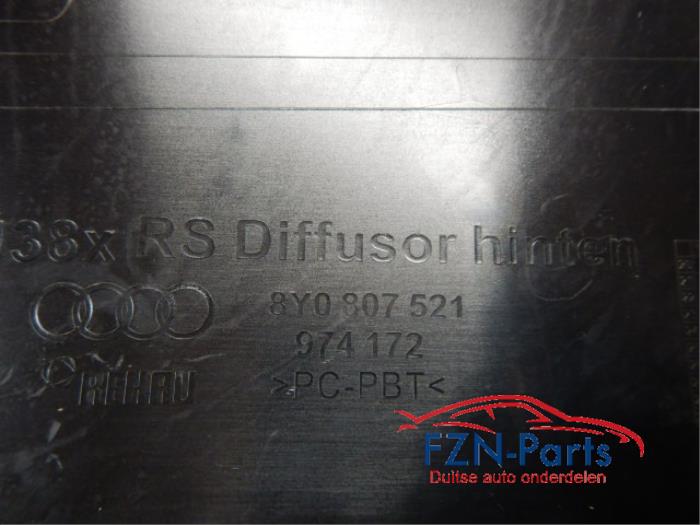 38x RS Diffusor hinten
8Y0 807 521
974 172
REHAU >PC-PBT<
FZN-Parts
Duitse auto onderdelen